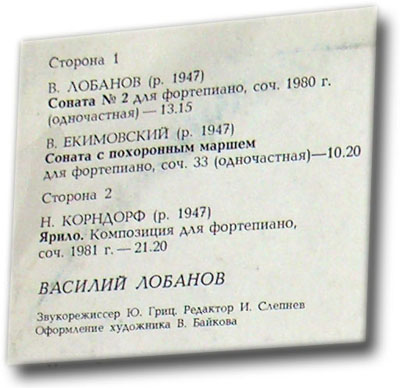 Сторона 1
В. ЛОБАНОВ (р. 1947)
Соната № 2 для фортепиано, соч. 1980 г.
(одночастная) — 13.15
В. ЕКИМОВСКИЙ (р. 1947)
Соната с похоронным маршем
для фортепиано, соч. 33 (одночастная)—10.20
Сторона 2
Н. КОРНДОРФ (р. 1947)
Ярило. Композиция для фортепиано,
соч. 1981 г. — 21.20
ВАСИЛИЙ ЛОБАНОВ
Звукорежиссер Ю. Гриц. Редактор И. Слепнев
Оформление художника В. Байкова